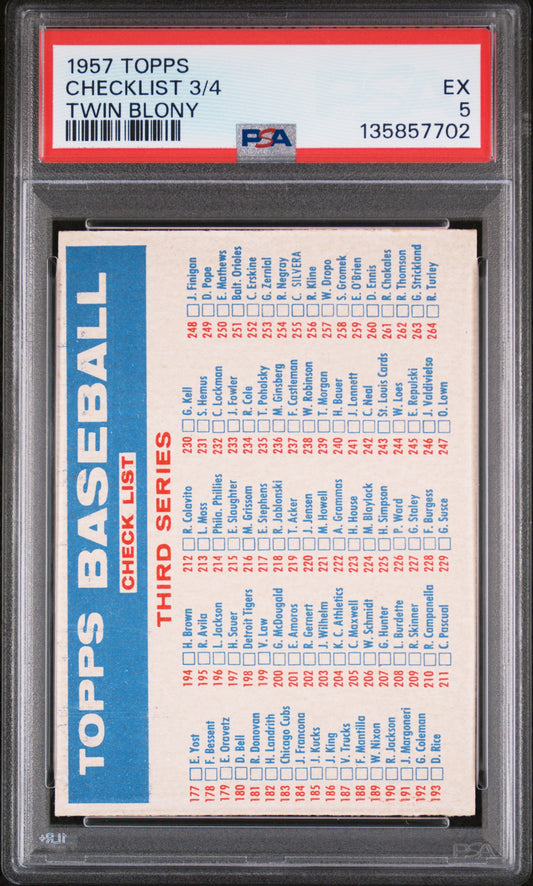 1957 TOPPS
CHECKLIST 3/4
TWIN BLONY
EX
5
135857702
PSA
TOPPS BASEBALL
CHECK LIST
THIRD SERIES
177 E. Yost
178 F. Bessent
179 E. Oravetz
180 D. Bell
181 R. Donovan
182 H. Landrith
183 Chicago Cubs
184 J. Francona
185 J. Kucks
186 J. King
187 V. Trucks
188 F. Mantilla
189 W. Nixon
190 R. Jackson
191 J. Margoneri
192 G. Coleman
193 D. Rice
194 H. Brown
195 R. Avila
196 L. Jackson
197 H. Sauer
198 Detroit Tigers
199 V. Law
200 G. McDougald
201 E. Amoros
202 R. Gernert
203 J. Wilhelm
204 K. C. Athletics
205 C. Maxwell
206 W. Schmidt
207 G. Hunter
208 L. Burdette
209 R. Skinner
210 R. Campanella
211 C. Pascual
212 R. Colavito
213 L. Moss
214 Phila. Phillies
215 E. Slaughter
216 M. Grissom
217 E. Stephens
218 R. Jablonski
219 T. Acker
220 J. Jensen
221 M. Howell
222 A. Grammas
223 H. House
224 M. Blaylock
225 H. Simpson
226 P. Ward
227 G. Staley
228 F. Burgess
229 G. Susce
230 G. Kell
231 S. Hemus
232 C. Lockman
233 J. Fowler
234 R. Cole
235 T. Poholsky
236 M. Ginsberg
237 F. Castleman
238 W. Robinson
239 T. Morgan
240 H. Bauer
241 J. Lonnett
242 C. Neal
243 St. Louis Cards
244 W. Loes
245 E. Repulski
246 J. Valdivielso
247 O. Lown
248 J. Finigan
249 D. Pope
250 E. Mathews
251 Balt. Orioles
252 C. Erskine
253 G. Zernial
254 R. Negray
255 C. SILVERA
256 R. Kline
257 W. Dropo
258 S. Gromek
259 E. O'Brien
260 D. Ennis
261 R. Chakales
262 R. Thomson
263 G. Strickland
264 R. Turley
PSA